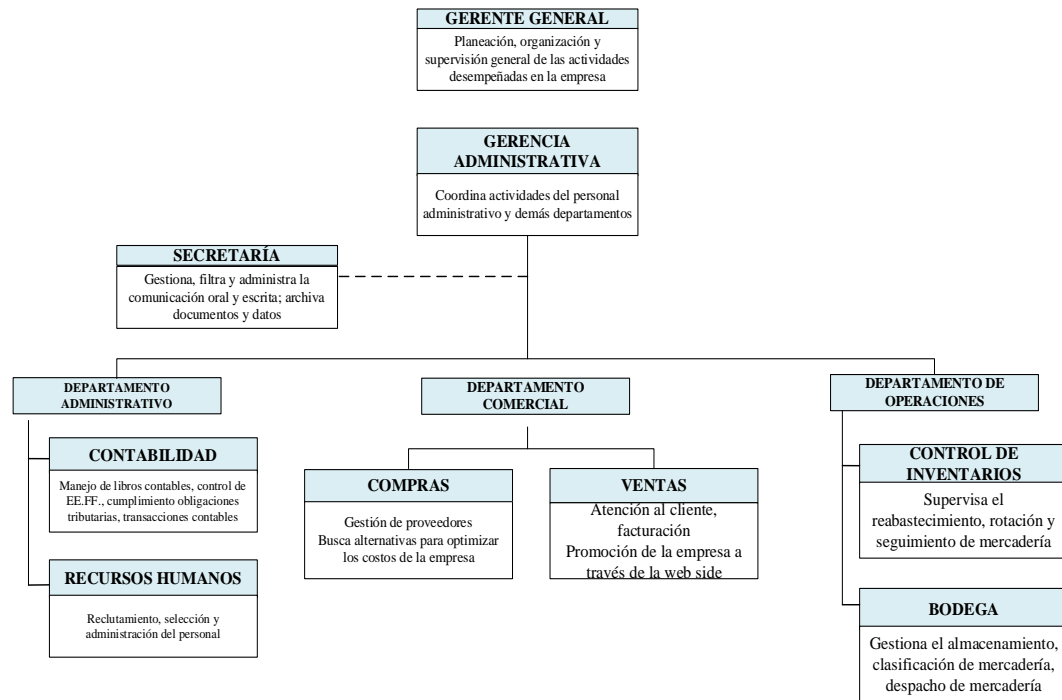 GERENTE GENERAL
Planeación, organización y
supervisión general de las actividades
desempeñadas en la empresa
GERENCIA
ADMINISTRATIVA
Coordina actividades del personal
administrativo y demás departamentos
SECRETARÍA
Gestiona, filtra y administra la
comunicación oral y escrita; archiva
documentos y datos
DEPARTAMENTO
ADMINISTRATIVO
CONTABILIDAD
Manejo de libros contables, control de
EE.FF., cumplimiento obligaciones
tributarias, transacciones contables
RECURSOS HUMANOS
Reclutamiento, selección y
administración del personal
DEPARTAMENTO
COMERCIAL
COMPRAS
Gestión de proveedores
Busca alternativas para optimizar
los costos de la empresa
VENTAS
Atención al cliente,
facturación
Promoción de la empresa a
través de la web side
DEPARTAMENTO DE
OPERACIONES
CONTROL DE
INVENTARIOS
Supervisa el
reabastecimiento, rotación y
seguimiento de mercadería
BODEGA
Gestiona el almacenamiento,
clasificación de mercadería,
despacho de mercadería